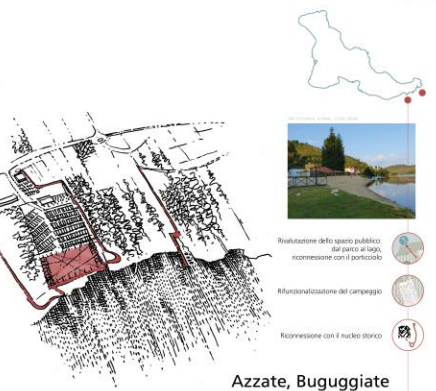 Rivalutazione dello spazio pubblico:
dal parco al lago,
riconnessione con il porticciolo
Rifunzionalizzazione del campeggio
Riconnessione con il nucleo storico
Azzate, Buguggiate